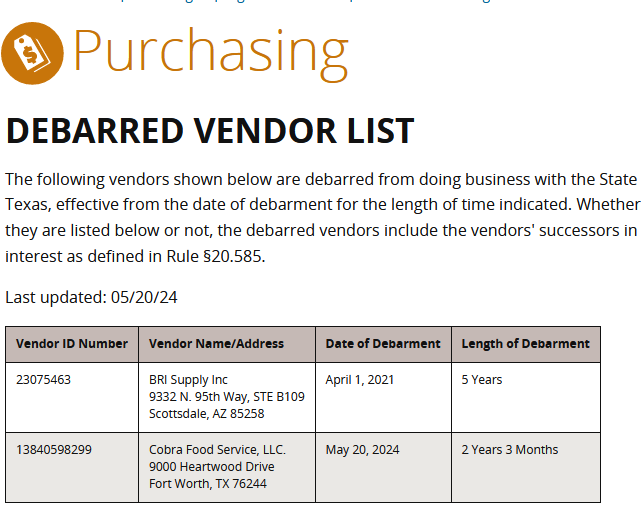 Purchasing
DEBARRED VENDOR LIST
The following vendors shown below are debarred from doing business with the State
Texas, effective from the date of debarment for the length of time indicated. Whether
they are listed below or not, the debarred vendors include the vendors' successors in
interest as defined in Rule §20.585.
Last updated: 05/20/24
Vendor ID Number Vendor Name/Address Date of Debarment Length of Debarment
23075463 BRI Supply Inc April 1, 2021 5 Years
9332 N. 95th Way, STE B109
Scottsdale, AZ 85258
13840598299 Cobra Food Service, LLC. May 20, 2024 2 Years 3 Months
9000 Heartwood Drive
Fort Worth, TX 76244